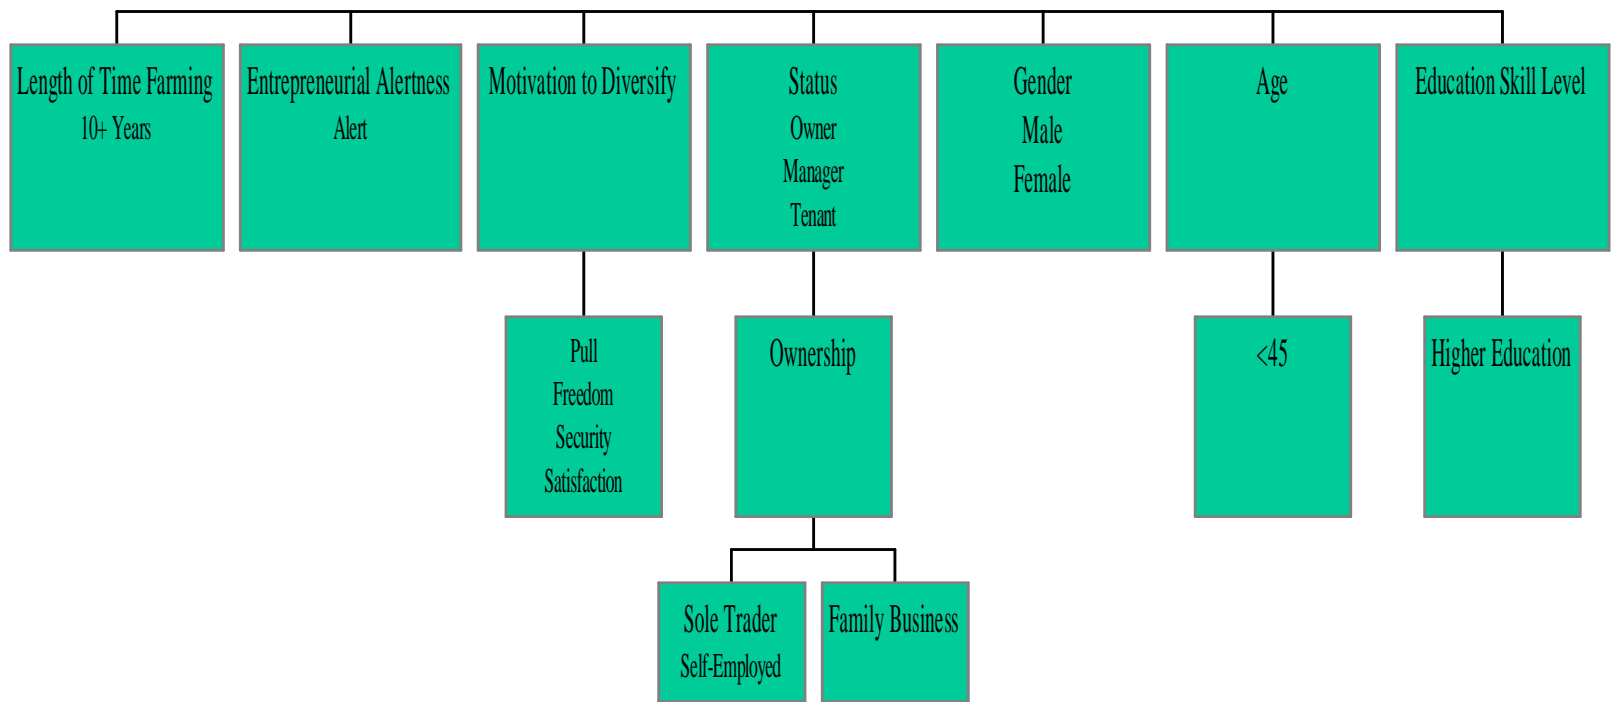 Length of Time Farming
10+ Years
Entrepreneurial Alertness
Alert
Motivation to Diversify
Status
Owner
Manager
Tenant
Gender
Male
Female
Age
Education Skill Level
Pull
Freedom
Security
Satisfaction
Ownership
<45
Higher Education
Sole Trader
Self-Employed
Family Business